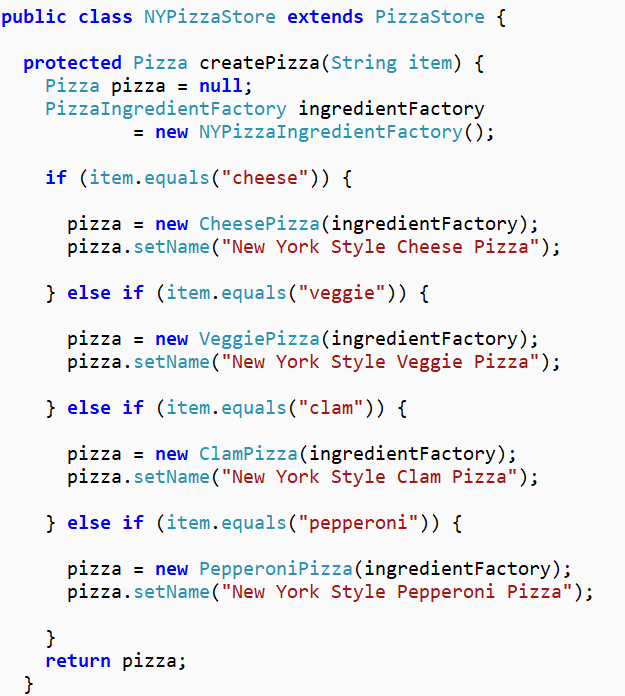 public class NYPizzaStore extends PizzaStore {
protected Pizza createPizza(String item) {
Pizza pizza = null;
PizzaIngredientFactory ingredientFactory
= new NYPizzaIngredientFactory();
if (item.equals("cheese")) {
pizza = new CheesePizza(ingredientFactory);
pizza.setName("New York Style Cheese Pizza");
} else if (item.equals("veggie")) {
pizza = new VeggiePizza(ingredientFactory);
pizza.setName("New York Style Veggie Pizza");
} else if (item.equals("clam")) {
pizza = new ClamPizza(ingredientFactory);
pizza.setName("New York Style Clam Pizza");
} else if (item.equals("pepperoni")) {
pizza = new PepperoniPizza(ingredientFactory);
pizza.setName("New York Style Pepperoni Pizza");
}
return pizza;
}